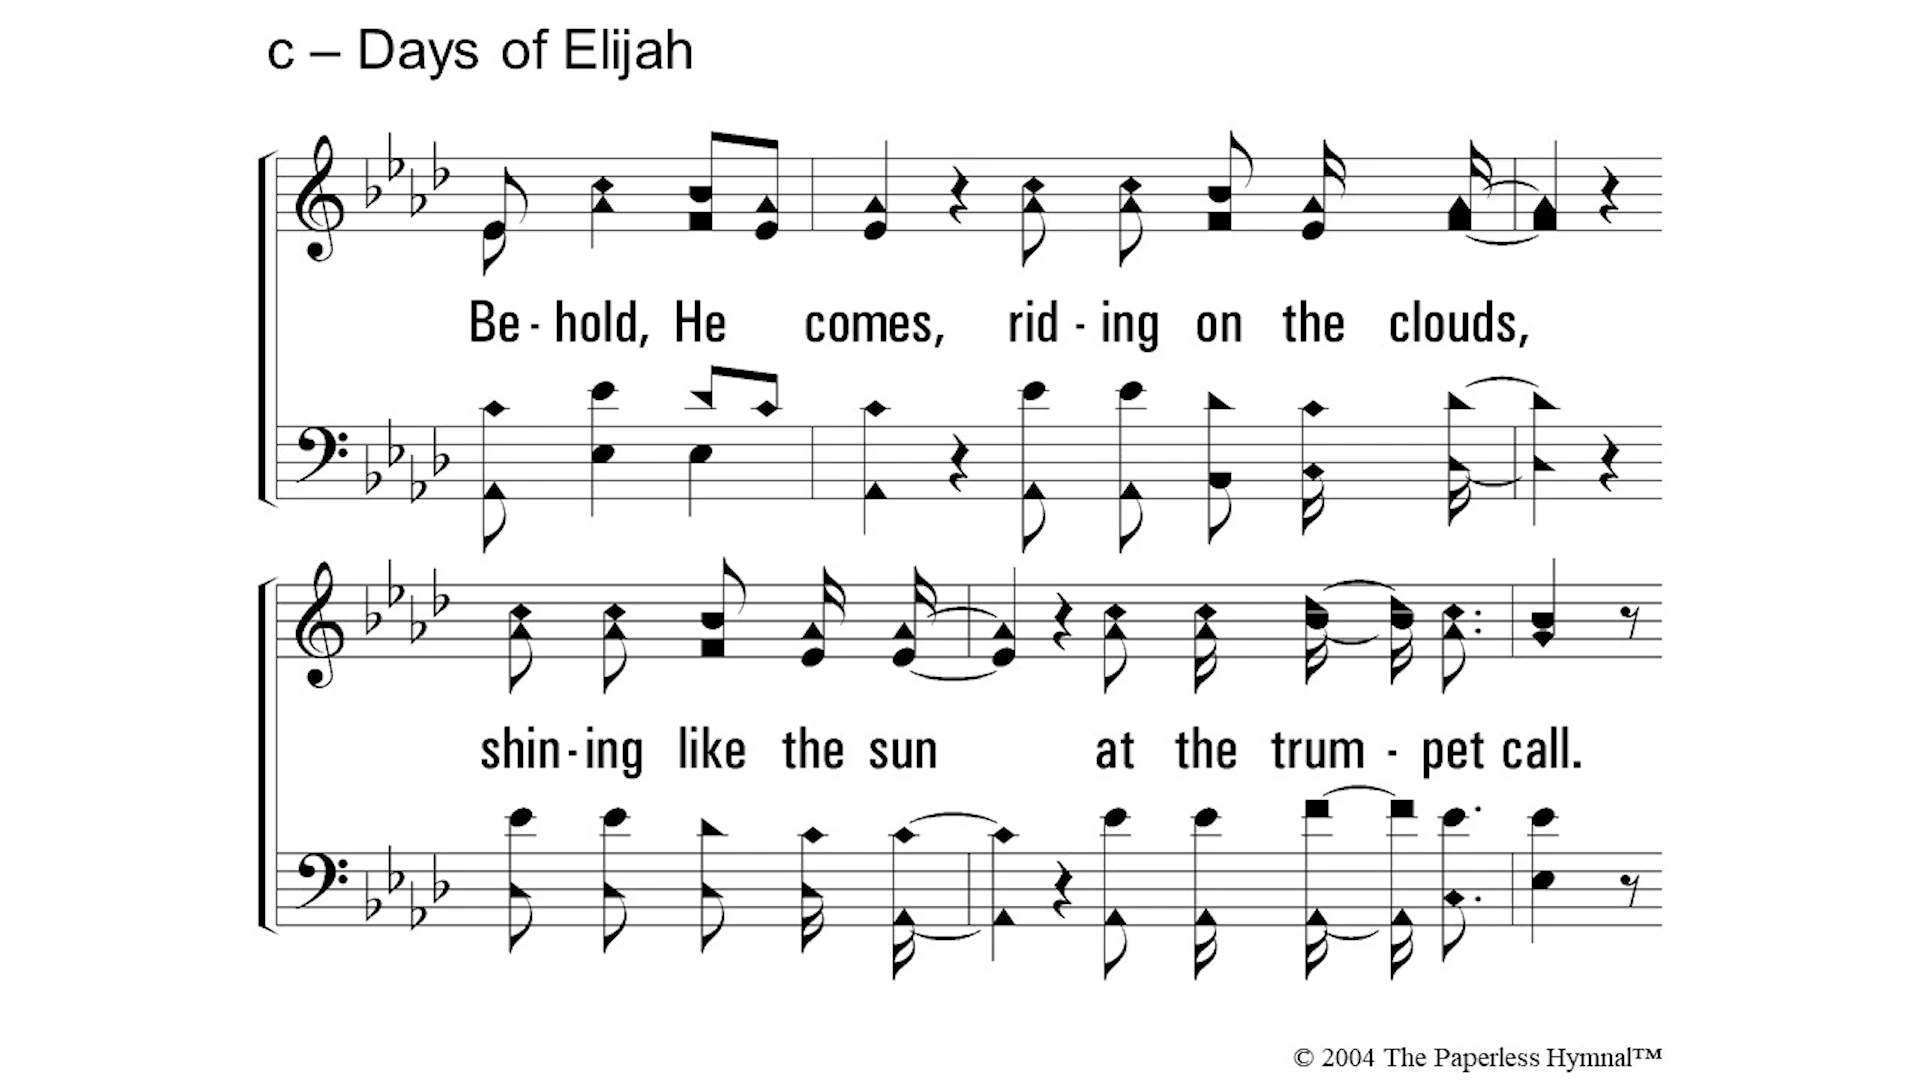 c – Days of Elijah
Be - hold, He comes, rid - ing on the clouds,
shin - ing like the sun at the trum - pet call.
© 2004 The Paperless Hymnal™